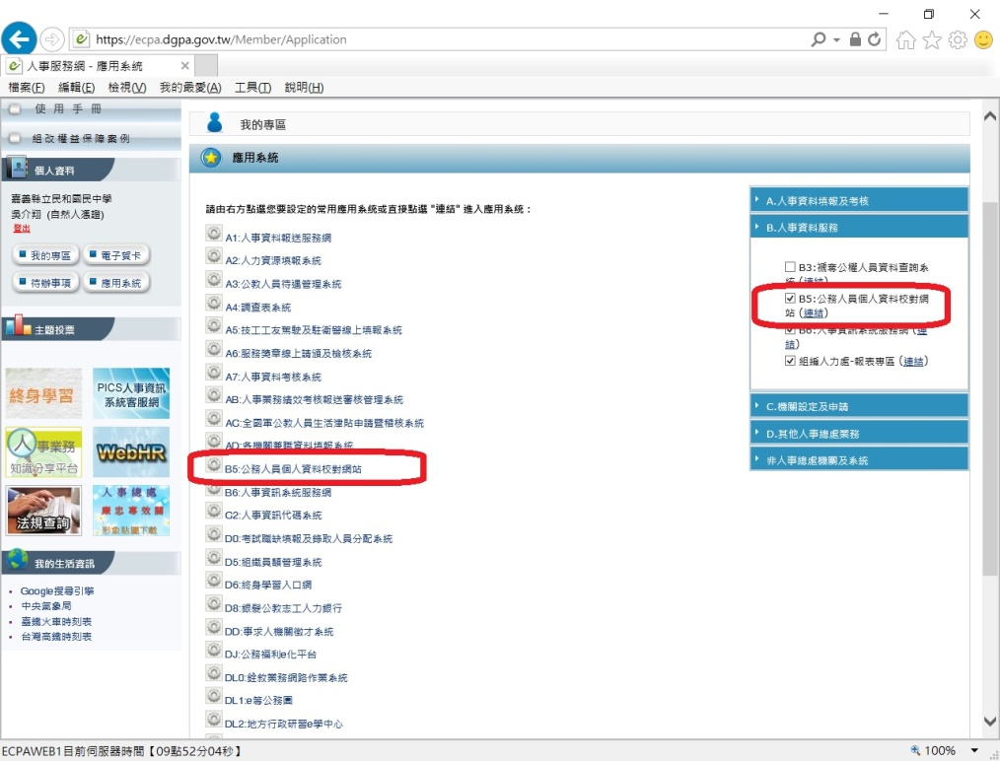 https://ecpa.dgpa.gov.tw/Member/Application
人事服務網 - 應用系統
檔案(F) 編輯(E) 檢視(V) 我的最愛(A) 工具(T) 說明(H)
使用手冊
組改權益保障案例
個人資料
嘉義縣立民和國民中學
吳介翔 (自然人憑證)
登出
我的專區 電子賀卡
待辦事項 應用系統
主題投票
終身學習
PICS人事資訊
系統客服網
人事業務
知識分享平台
WebHR
法規查詢
人事總處
廉忠專效關
形象貼圖下載
我的生活資訊
Google搜尋引擎
中央氣象局
臺鐵火車時刻表
台灣高鐵時刻表
我的專區
應用系統
請由右方點選您要設定的常用應用系統或直接點選 "連結" 進入應用系統：
A1:人事資料報送服務網
A2:人力資源填報系統
A3:公教人員待遇管理系統
A4:調查表系統
A5:技工工友駕駛及駐衛警線上填報系統
A6:服務獎章線上請頒及檢核系統
A7:人事資料考核系統
AB:人事業務績效考核報送審核管理系統
AC:全國軍公教人員生活津貼申請暨稽核系統
AD:各機關兼職資料填報系統
B5:公務人員個人資料校對網站
B6:人事資訊系統服務網
C2:人事資訊代碼系統
D0:考試職缺填報及錄取人員分配系統
D5:組織員額管理系統
D6:終身學習入口網
D8:銀髮公教志工人力銀行
DD:事求人機關徵才系統
DJ:公務福利e化平台
DL0:銓敘業務網路作業系統
DL1:e等公務園
DL2:地方行政研習e學中心
A.人事資料填報及考核
B.人事資料服務
B3:褫奪公權人員資料查詢系
統 (連結)
B5:公務人員個人資料校對網
站 (連結)
B6:人事資訊系統服務網 (連
結)
組編人力處-報表專區 (連結)
C.機關設定及申請
D.其他人事總處業務
非人事總處機關及系統
ECPAWEB1目前伺服器時間【09點52分04秒】
100%